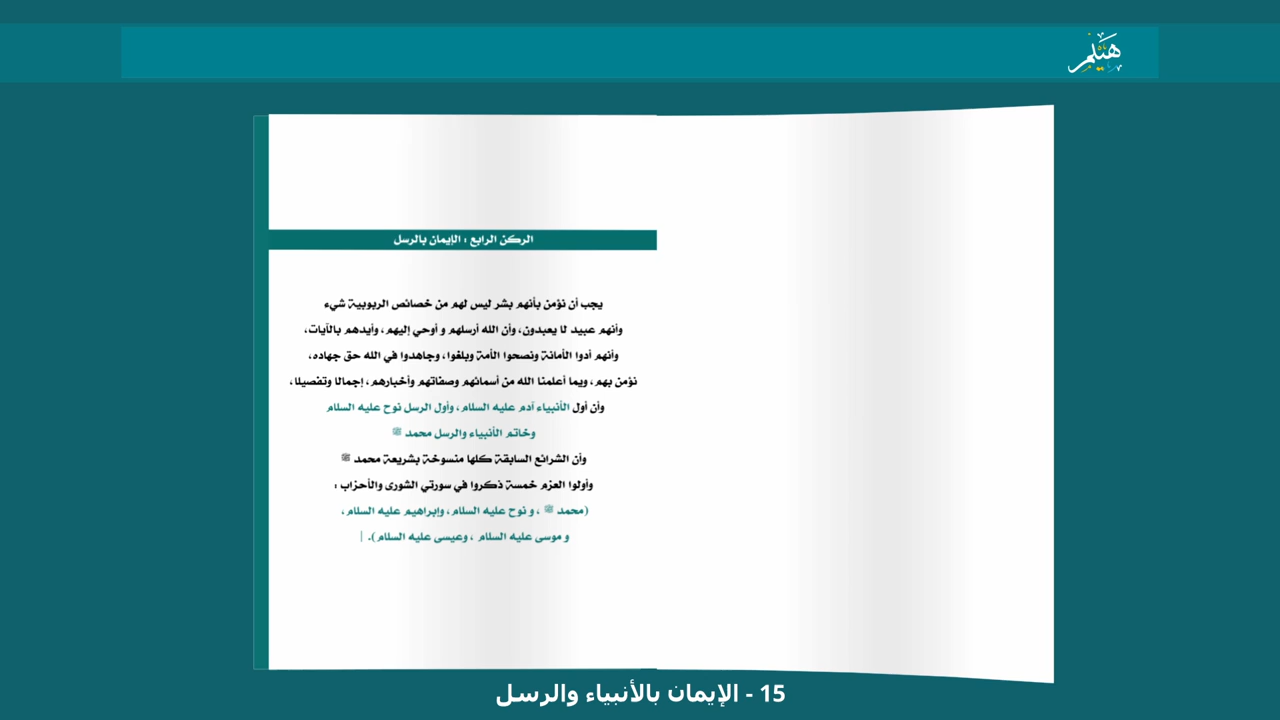 هَيْلم
الركن الرابع : الإيمان بالرسل
يجب أن نؤمن بأنهم بشر ليس لهم من خصائص الربوبية شيء
وأنهم عبيد لا يعبدون، وأن الله أرسلهم و أوحي إليهم، وأيدهم بالآيات،
وأنهم أدوا الأمانة ونصحوا الأمة وبلغوا، وجاهدوا في الله حق جهاده،
نؤمن بهم، وبما أعلمنا الله من أسمائهم وصفاتهم وأخبارهم، إجمالا وتفصيلا،
وأن أول الأنبياء آدم عليه السلام، وأول الرسل نوح عليه السلام
وخاتم الأنبياء والرسل محمد ﷺ
وأن الشرائع السابقة كلها منسوخة بشريعة محمد ﷺ
وأولوا العزم خمسة ذكروا في سورتي الشورى والأحزاب :
(محمد ﷺ ، و نوح عليه السلام، وإبراهيم عليه السلام،
و موسى عليه السلام ، وعيسى عليه السلام). |
15 - الإيمان بالأنبياء والرسل